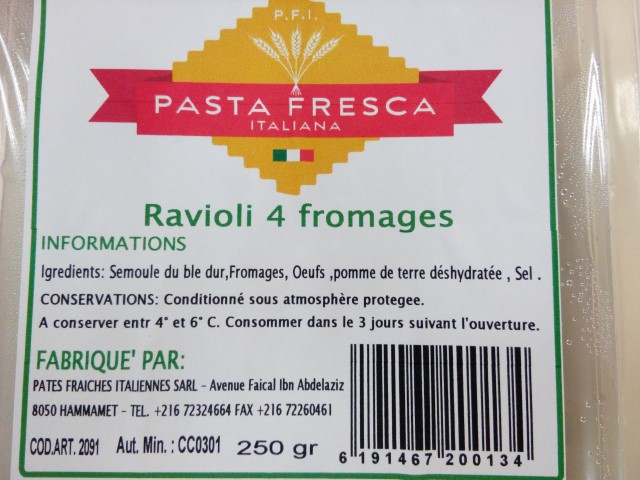 P.F.I.
PASTA FRESCA
ITALIANA
Ravioli 4 fromages
INFORMATIONS
Igredients: Semoule du ble dur,Fromages, Oeufs ,pomme de terre déshydratée , Sel .
CONSERVATIONS: Conditionné sous atmosphère protegee.
A conserver entr 4° et 6° C. Consommer dans le 3 jours suivant l'ouverture.
FABRIQUE' PAR:
PATES FRAICHES ITALIENNES SARL - Avenue Faical Ibn Abdelaziz
8050 HAMMAMET - TEL. +216 72324664 FAX +216 72260461
COD.ART. 2091 Aut. Min. : CC0301 250 gr
6 191467 200134